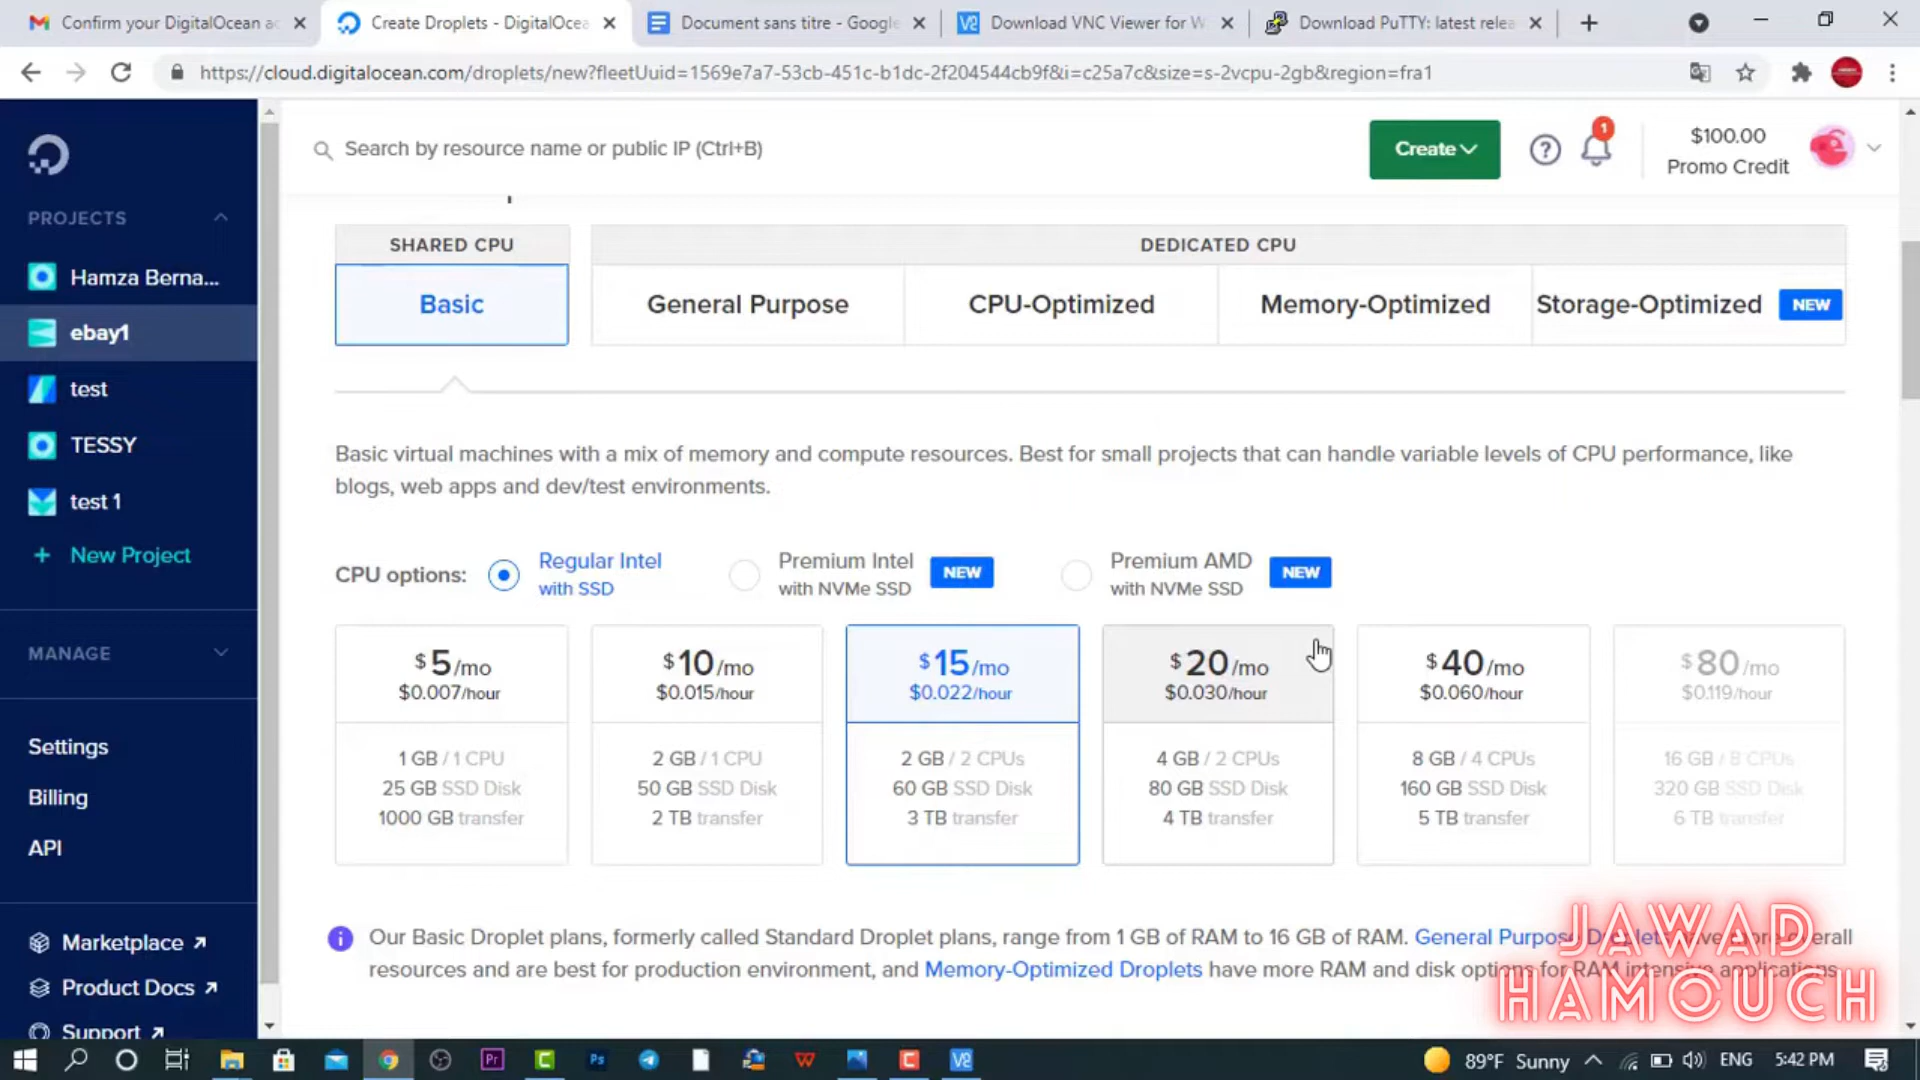 Confirm your DigitalOcean ac
Create Droplets - DigitalOcea
Document sans titre - Google
Download VNC Viewer for W
Download PuTTY: latest relea
https://cloud.digitalocean.com/droplets/new?fleetUuid=1569e7a7-53cb-451c-b1dc-2f204544cb9f&i=c25a7c&size=s-2vcpu-2gb&region=fra1
Search by resource name or public IP (Ctrl+B)
Create
1
$100.00
Promo Credit
PROJECTS
Hamza Berna...
ebay1
test
TESSY
test 1
+ New Project
MANAGE
Settings
Billing
API
Marketplace
Product Docs
Support
SHARED CPU
DEDICATED CPU
Basic
General Purpose
CPU-Optimized
Memory-Optimized
Storage-Optimized NEW
Basic virtual machines with a mix of memory and compute resources. Best for small projects that can handle variable levels of CPU performance, like
blogs, web apps and dev/test environments.
CPU options:
Regular Intel
with SSD
Premium Intel
with NVMe SSD
NEW
Premium AMD
with NVMe SSD
NEW
$5/mo
$0.007/hour
1 GB / 1 CPU
25 GB SSD Disk
1000 GB transfer
$10/mo
$0.015/hour
2 GB / 1 CPU
50 GB SSD Disk
2 TB transfer
$15/mo
$0.022/hour
2 GB / 2 CPUs
60 GB SSD Disk
3 TB transfer
$20/mo
$0.030/hour
4 GB / 2 CPUs
80 GB SSD Disk
4 TB transfer
$40/mo
$0.060/hour
8 GB / 4 CPUs
160 GB SSD Disk
5 TB transfer
$80/mo
$0.119/hour
16 GB / 8 CPUs
320 GB SSD Disk
6 TB transfer
Our Basic Droplet plans, formerly called Standard Droplet plans, range from 1 GB of RAM to 16 GB of RAM. General Purpose Droplets have more overall
resources and are best for production environment, and Memory-Optimized Droplets have more RAM and disk options for RAM intensive applications.
JAWAD
HAMOUCH
89°F Sunny
ENG
5:42 PM